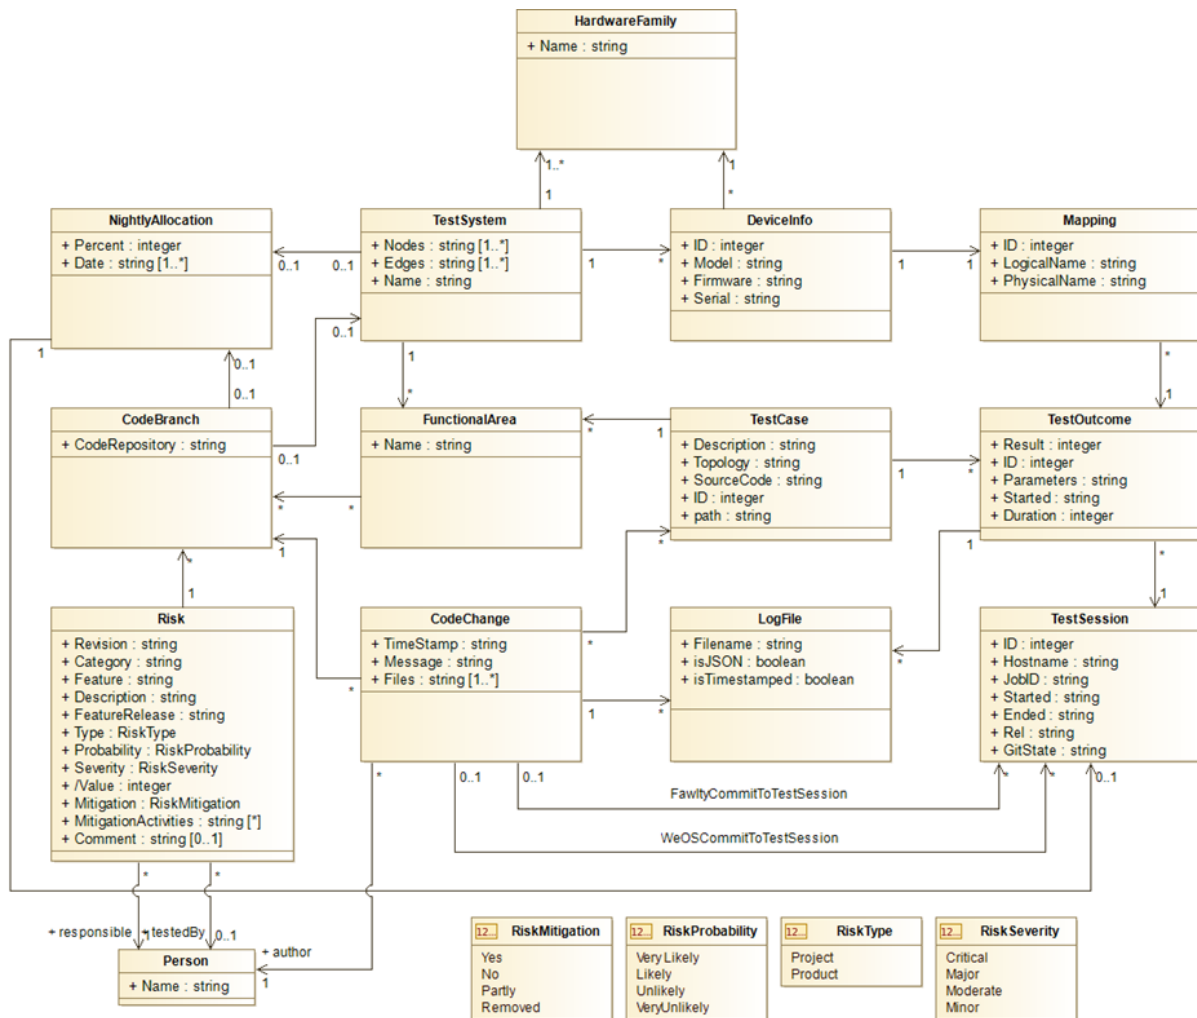 HardwareFamily
+ Name : string
1..*
1
1
*
NightlyAllocation
+ Percent : integer
+ Date : string [1..*]
0..1
0..1
TestSystem
+ Nodes : string [1..*]
+ Edges : string [1..*]
+ Name : string
1
*
DeviceInfo
+ ID : integer
+ Model : string
+ Firmware : string
+ Serial : string
1
1
Mapping
+ ID : integer
+ LogicalName : string
+ PhysicalName : string
1
0..1
0..1
0..1
1
*
*
1
CodeBranch
+ CodeRepository : string
0..1
*
*
1
FunctionalArea
+ Name : string
*
1
TestCase
+ Description : string
+ Topology : string
+ SourceCode : string
+ ID : integer
+ path : string
1
*
*
TestOutcome
+ Result : integer
+ ID : integer
+ Parameters : string
+ Started : string
+ Duration : integer
1
*
1
*
1
Risk
+ Revision : string
+ Category : string
+ Feature : string
+ Description : string
+ FeatureRelease : string
+ Type : RiskType
+ Probability : RiskProbability
+ Severity : RiskSeverity
+ /Value : integer
+ Mitigation : RiskMitigation
+ MitigationActivities : string [*]
+ Comment : string [0..1]
*
CodeChange
+ TimeStamp : string
+ Message : string
+ Files : string [1..*]
*
1
*
LogFile
+ Filename : string
+ isJSON : boolean
+ isTimestamped : boolean
*
TestSession
+ ID : integer
+ Hostname : string
+ JobID : string
+ Started : string
+ Ended : string
+ Rel : string
+ GitState : string
*
0..1
0..1
*
*
0..1
FawltyCommitToTestSession
WeOSCommitToTestSession
*
*
+ responsible
1
+ testedBy
0..1
+ author
1
Person
+ Name : string
12...
RiskMitigation
Yes
No
Partly
Removed
12...
RiskProbability
Very Likely
Likely
Unlikely
VeryUnlikely
12...
RiskType
Project
Product
12...
RiskSeverity
Critical
Major
Moderate
Minor